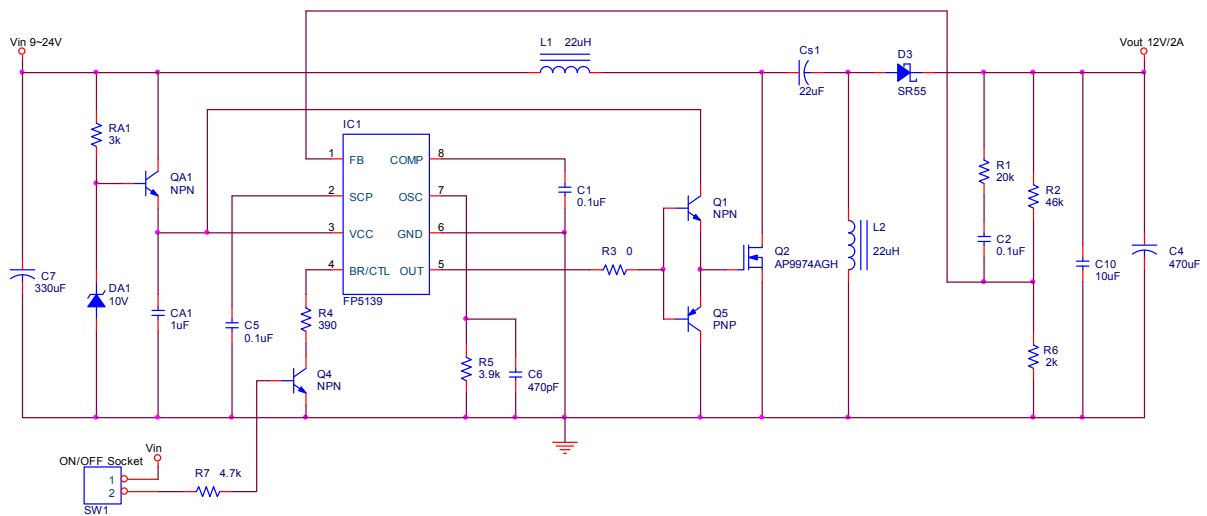 Vin 9~24V
L1 22uH
Cs1
22uF
D3
SR55
Vout 12V/2A
RA1
3k
QA1
NPN
C7
330uF
DA1
10V
CA1
1uF
C5
0.1uF
IC1
1 FB COMP 8
2 SCP OSC 7
3 VCC GND 6
4 BR/CTL OUT 5
FP5139
R4
390
Q4
NPN
C1
0.1uF
R5
3.9k
C6
470pF
R3 0
Q1
NPN
Q5
PNP
Q2
AP9974AGH
L2
22uH
R1
20k
C2
0.1uF
R2
46k
R6
2k
C10
10uF
C4
470uF
Vin
ON/OFF Socket
1
2
SW1
R7 4.7k